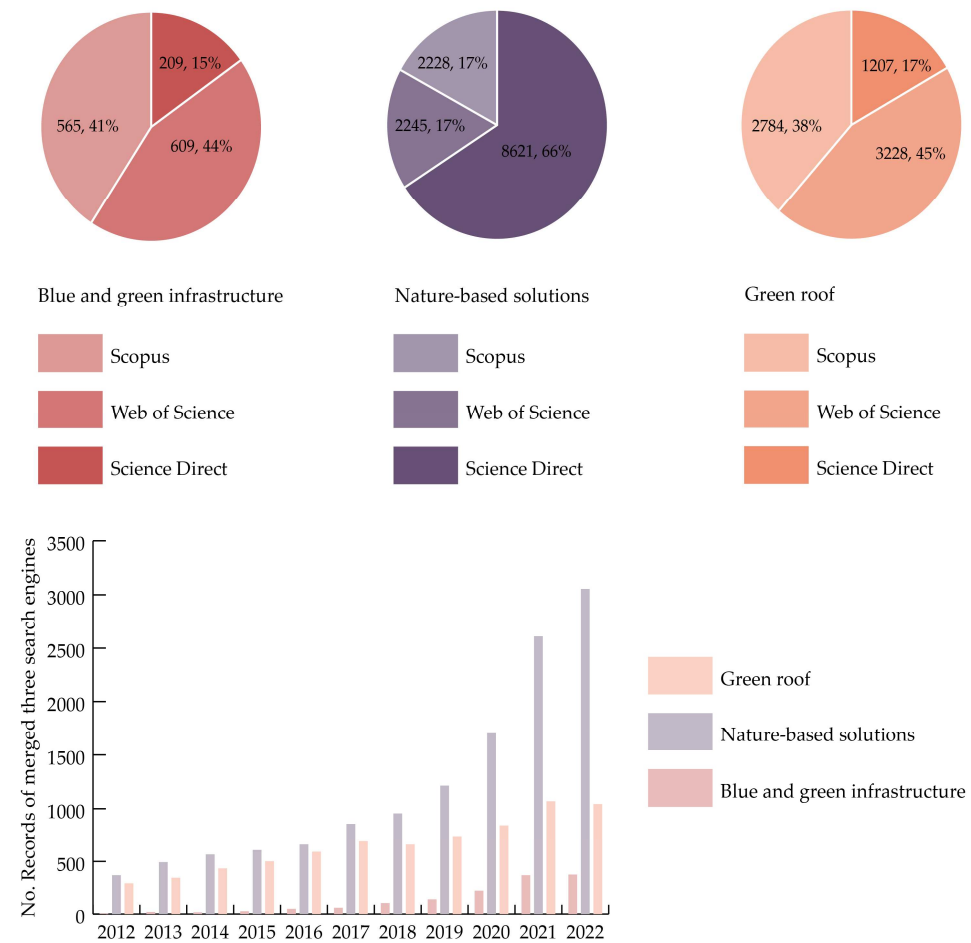 209, 15%
565, 41%
609, 44%
2228, 17%
2245, 17%
8621, 66%
1207, 17%
2784, 38%
3228, 45%
Blue and green infrastructure
Scopus
Web of Science
Science Direct
Nature-based solutions
Scopus
Web of Science
Science Direct
Green roof
Scopus
Web of Science
Science Direct
No. Records of merged three search engines
3500
3000
2500
2000
1500
1000
500
0
2012 2013 2014 2015 2016 2017 2018 2019 2020 2021 2022
Green roof
Nature-based solutions
Blue and green infrastructure